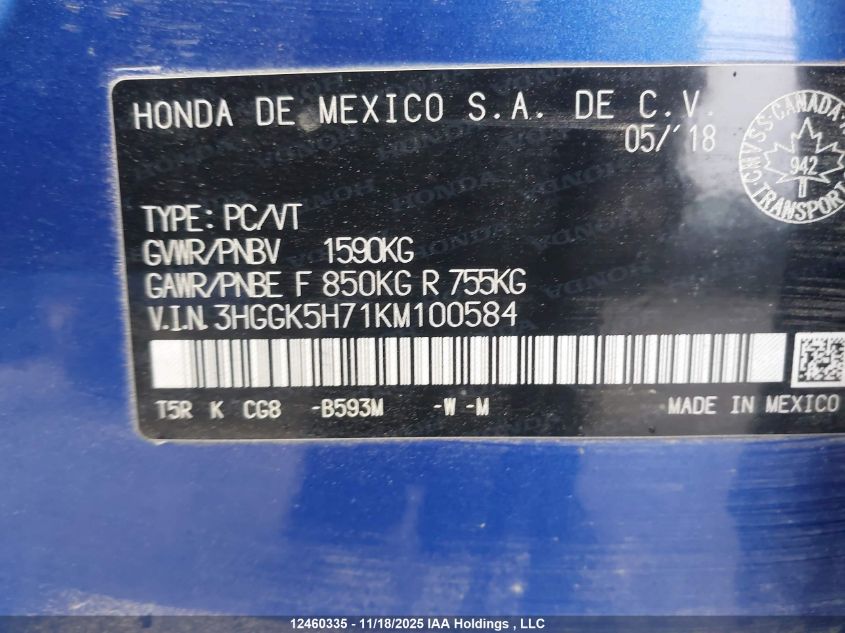 HONDA DE MEXICO S.A. DE C.V.
05/'18
CMVSS CANADA
942
TRANSPORT
TYPE: PC/VT
GVWR/PNBV 1590KG
GAWR/PNBE F 850KG R 755KG
V.I.N. 3HGGK5H71KM100584
T5R K CG8 -B593M -W -M
MADE IN MEXICO
12460335 - 11/18/2025 IAA Holdings , LLC